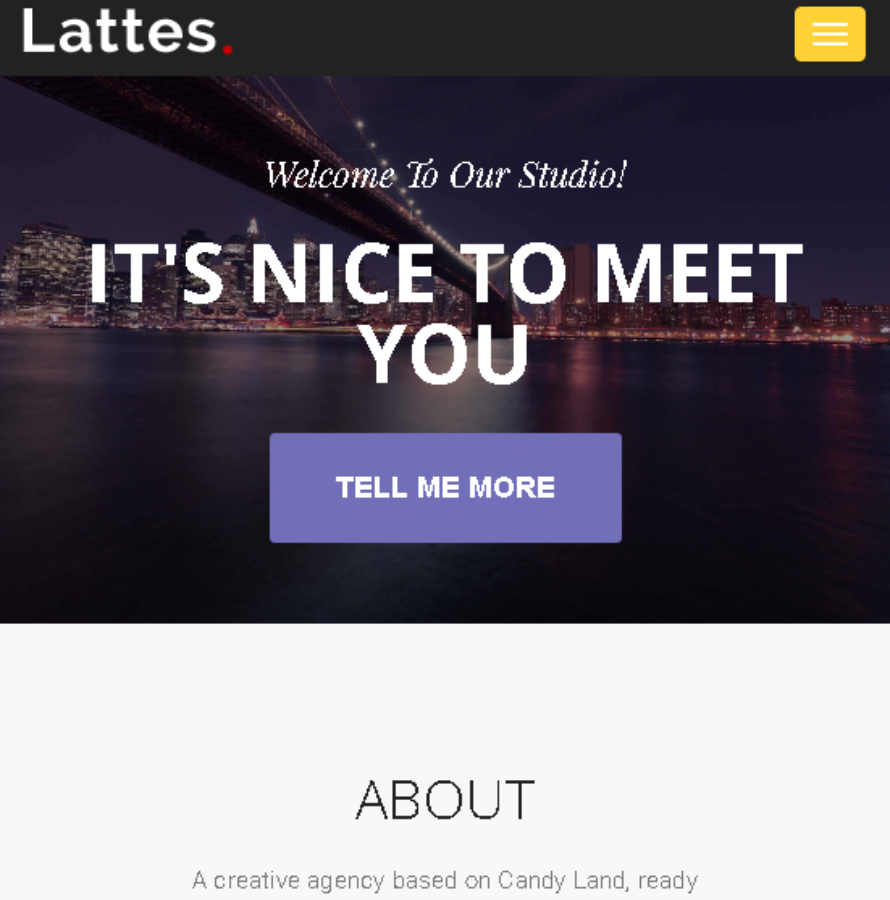 Lattes.
Welcome To Our Studio!
IT'S NICE TO MEET
YOU
TELL ME MORE
ABOUT
A creative agency based on Candy Land, ready